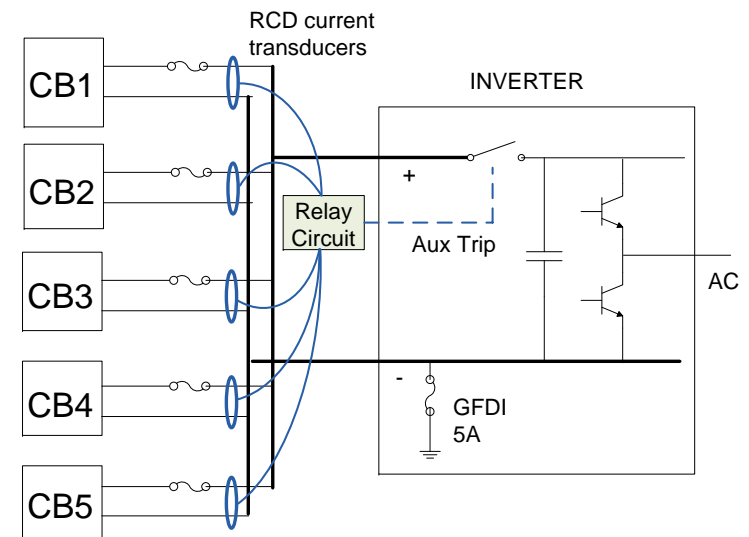 RCD current
transducers
INVERTER
CB1
CB2
CB3
CB4
CB5
Relay
Circuit
+
Aux Trip
AC
-
GFDI
5A